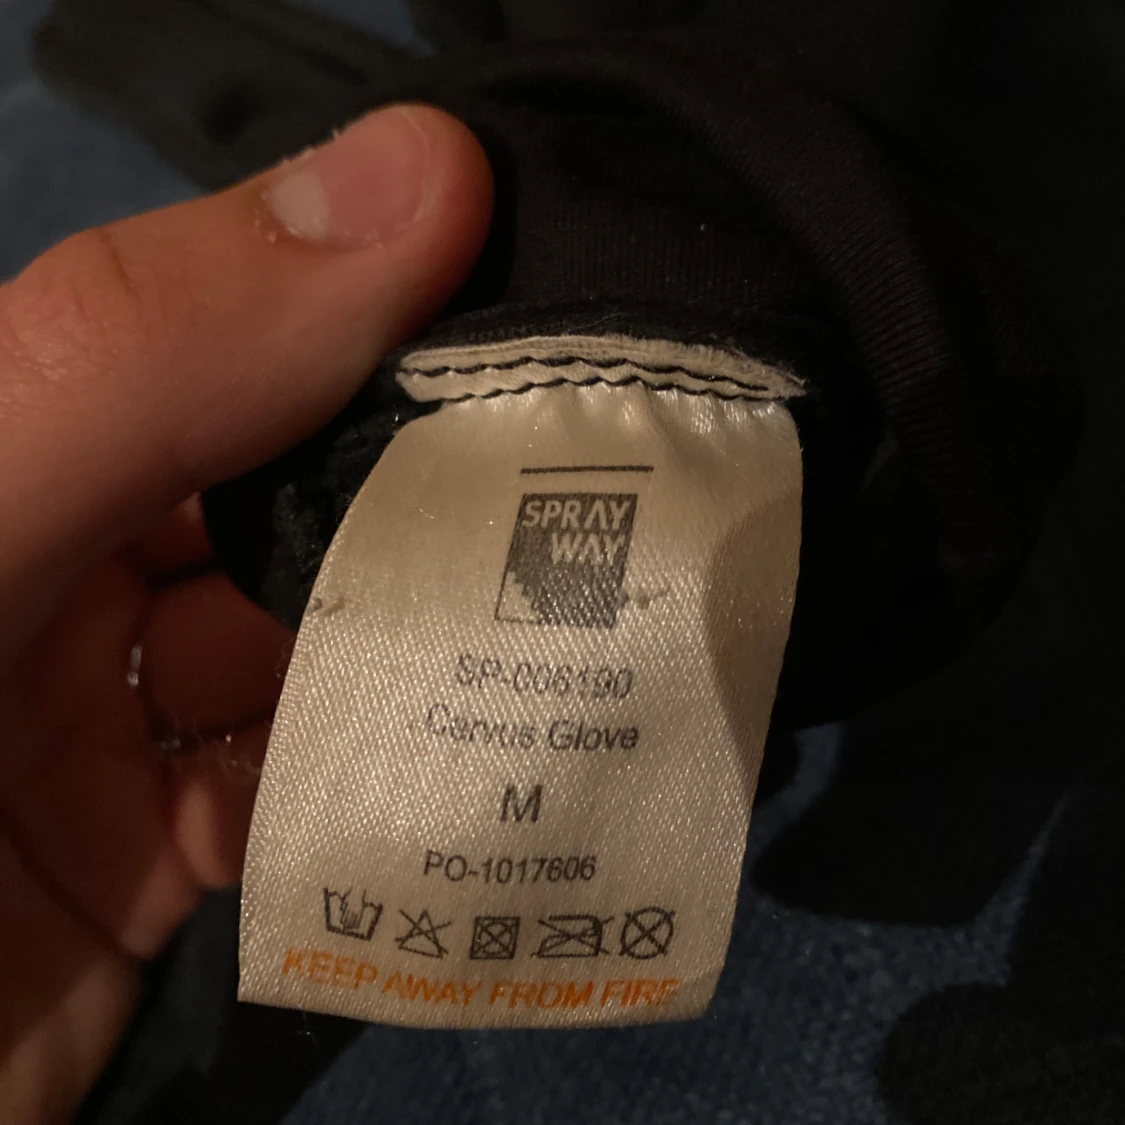 SPRAY
WAY
SP-006190
Cervus Glove
M
PO-1017606
KEEP AWAY FROM FIRE